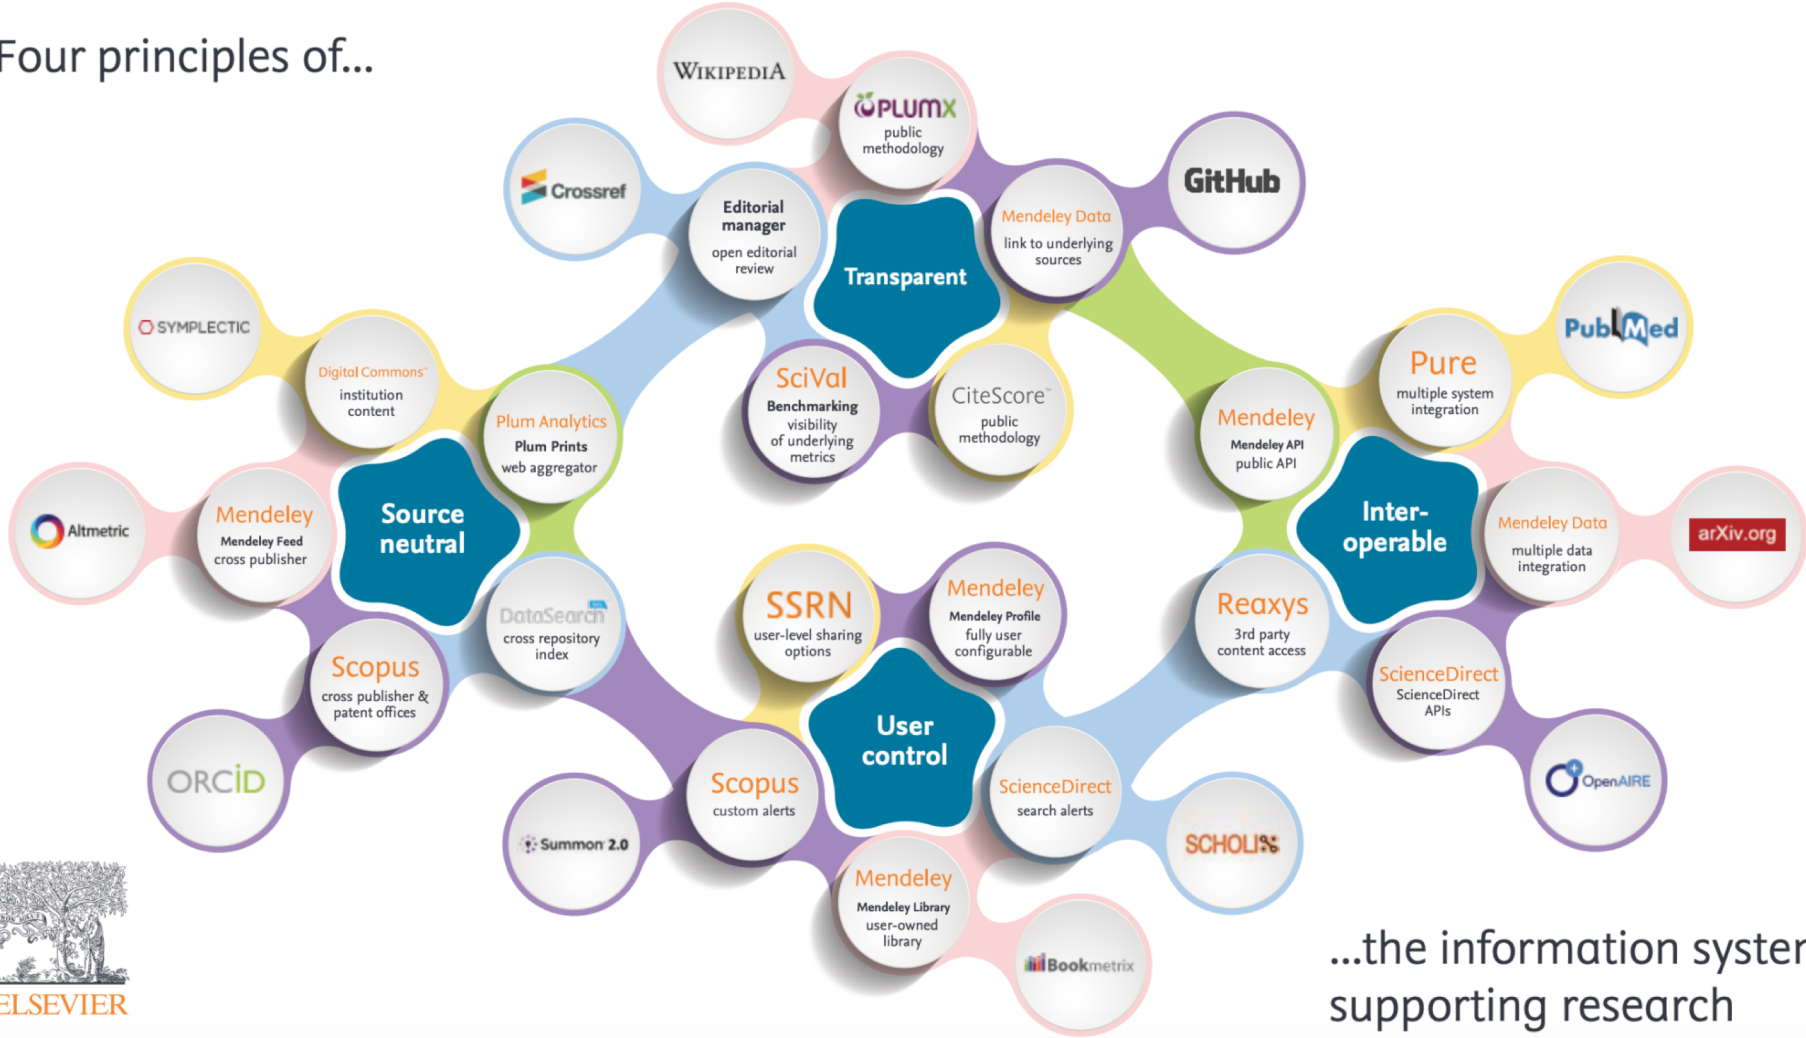 Four principles of...
WIKIPEDIA
PLUMX
public
methodology
Crossref
Editorial
manager
open editorial
review
Mendeley Data
link to underlying
sources
GitHub
Transparent
SciVal
Benchmarking
visibility
of underlying
metrics
CiteScore™
public
methodology
SYMPLECTIC
Digital Commons™
institution
content
Plum Analytics
Plum Prints
web aggregator
Altmetric
Mendeley
Mendeley Feed
cross publisher
Source
neutral
Scopus
cross publisher &
patent offices
DataSearch
cross repository
index
ORCiD
Mendeley
Mendeley API
public API
Pure
multiple system
integration
PubMed
Inter-
operable
Mendeley Data
multiple data
integration
arXiv.org
Reaxys
3rd party
content access
ScienceDirect
ScienceDirect
APIs
OpenAIRE
SSRN
user-level sharing
options
Mendeley
Mendeley Profile
fully user
configurable
User
control
Scopus
custom alerts
ScienceDirect
search alerts
Summon 2.0
SCHOLIX
Mendeley
Mendeley Library
user-owned
library
Bookmetrix
ELSEVIER
...the information system
supporting research